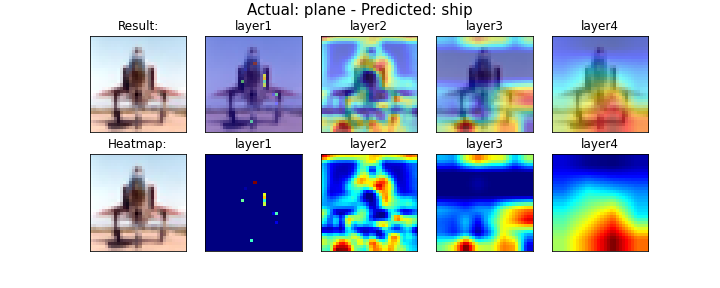 Actual: plane - Predicted: ship
Result: layer1 layer2 layer3 layer4
Heatmap: layer1 layer2 layer3 layer4